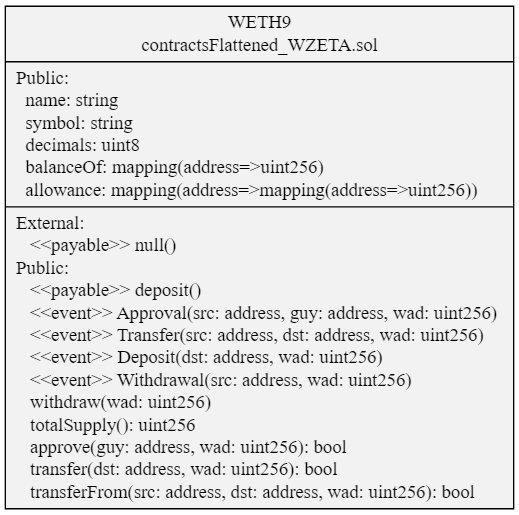 WETH9
contractsFlattened_WZETA.sol
Public:
name: string
symbol: string
decimals: uint8
balanceOf: mapping(address=>uint256)
allowance: mapping(address=>mapping(address=>uint256))
External:
<<payable>> null()
Public:
<<payable>> deposit()
<<event>> Approval(src: address, guy: address, wad: uint256)
<<event>> Transfer(src: address, dst: address, wad: uint256)
<<event>> Deposit(dst: address, wad: uint256)
<<event>> Withdrawal(src: address, wad: uint256)
withdraw(wad: uint256)
totalSupply(): uint256
approve(guy: address, wad: uint256): bool
transfer(dst: address, wad: uint256): bool
transferFrom(src: address, dst: address, wad: uint256): bool